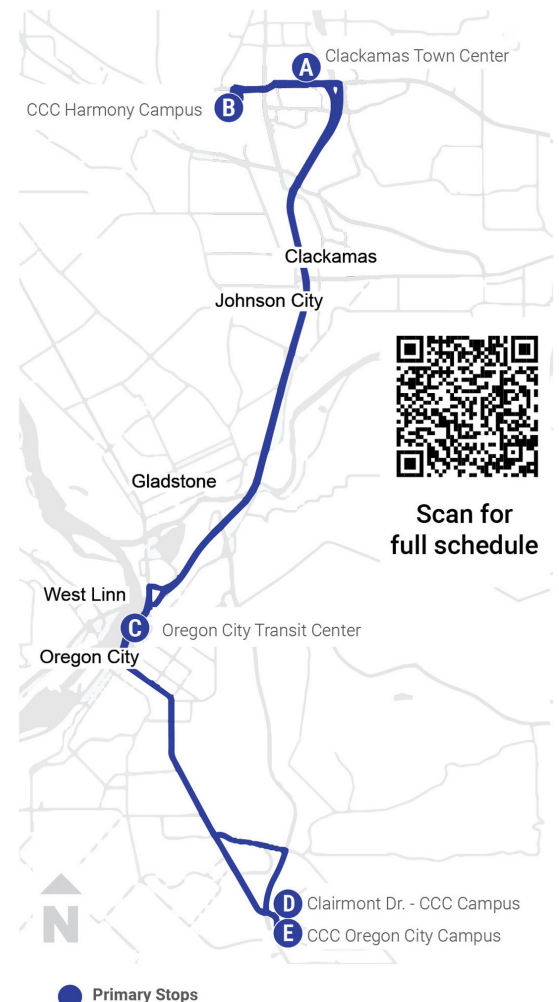 A
Clackamas Town Center
CCC Harmony Campus
B
Clackamas
Johnson City
Scan for
full schedule
Gladstone
West Linn
C
Oregon City Transit Center
Oregon City
D
Clairmont Dr. - CCC Campus
E
CCC Oregon City Campus
N
Primary Stops